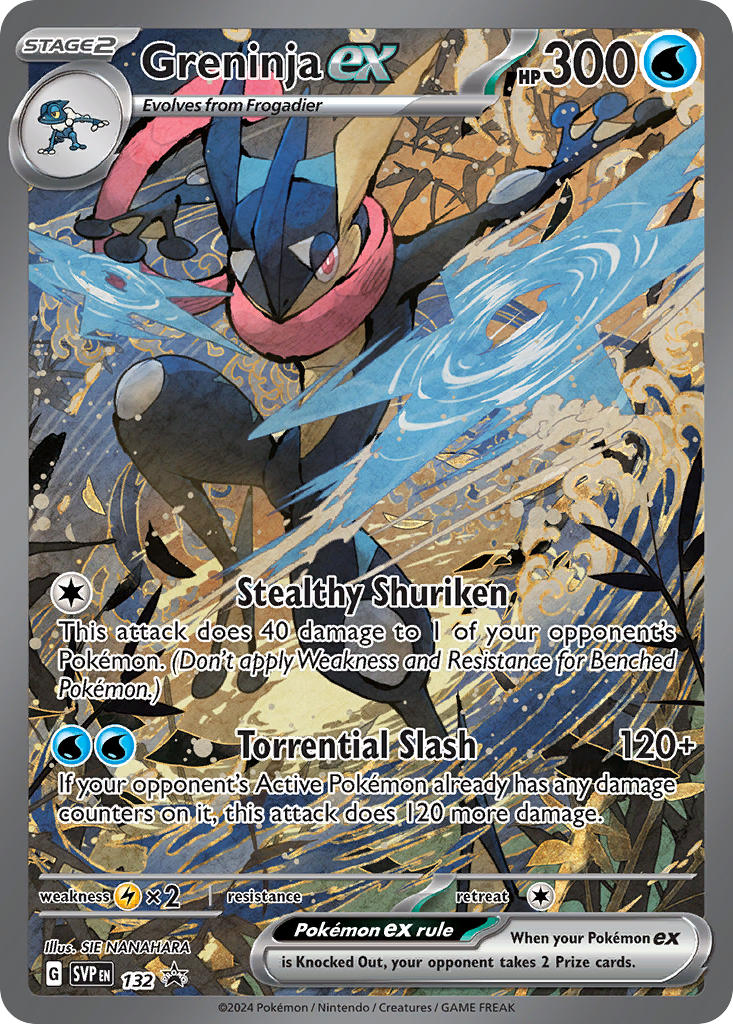 STAGE2
Greninja ex
HP300
Evolves from Frogadier
Stealthy Shuriken
This attack does 40 damage to 1 of your opponent's
Pokémon. (Don't apply Weakness and Resistance for Benched
Pokémon.)
Torrential Slash 120+
If your opponent's Active Pokémon already has any damage
counters on it, this attack does 120 more damage.
weakness ×2 resistance retreat
Illus. SIE NANAHARA
Pokémon ex rule
When your Pokémon ex
is Knocked Out, your opponent takes 2 Prize cards.
G SVP EN 132
©2024 Pokémon / Nintendo / Creatures / GAME FREAK